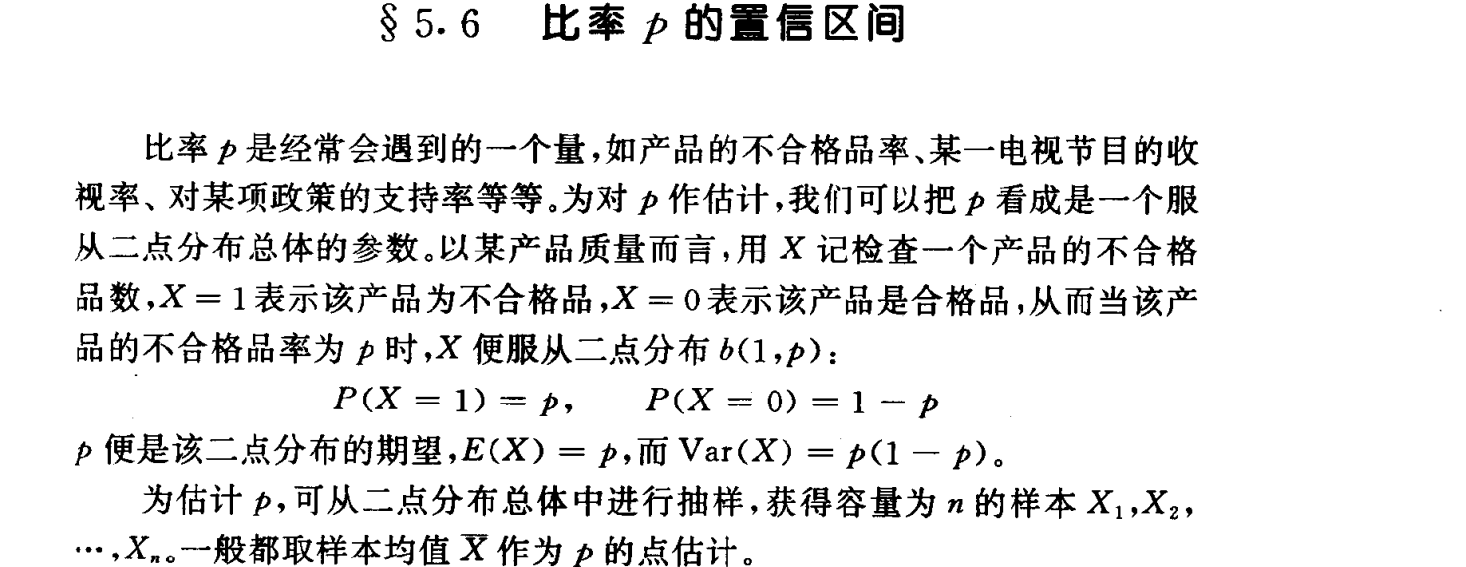 §5.6 比率 p 的置信区间
比率 p 是经常会遇到的一个量,如产品的不合格品率、某一电视节目的收
视率、对某项政策的支持率等等。为对 p 作估计,我们可以把 p 看成是一个服
从二点分布总体的参数。以某产品质量而言,用 X 记检查一个产品的不合格
品数,X = 1表示该产品为不合格品,X = 0表示该产品是合格品,从而当该产
品的不合格品率为 p 时,X 便服从二点分布 b(1,p):
P(X = 1) = p, P(X = 0) = 1 − p
p 便是该二点分布的期望,E(X) = p,而 Var(X) = p(1 − p)。
为估计 p,可从二点分布总体中进行抽样,获得容量为 n 的样本 X₁,X₂,
…,Xₙ。一般都取样本均值 X̅ 作为 p 的点估计。